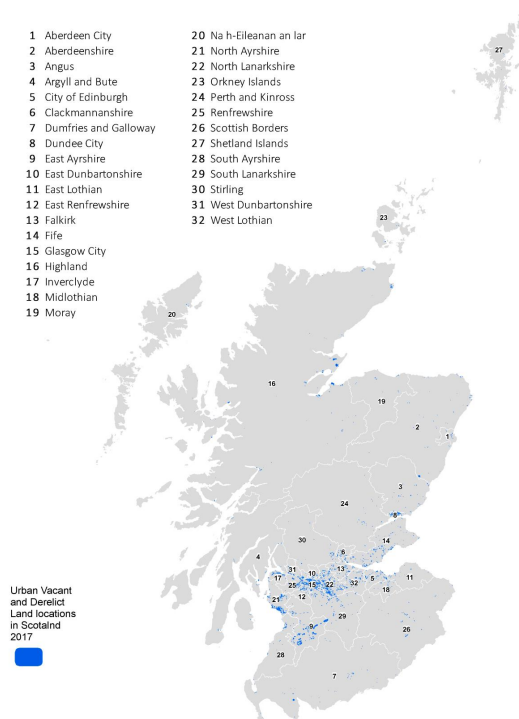 1 Aberdeen City
2 Aberdeenshire
3 Angus
4 Argyll and Bute
5 City of Edinburgh
6 Clackmannanshire
7 Dumfries and Galloway
8 Dundee City
9 East Ayrshire
10 East Dunbartonshire
11 East Lothian
12 East Renfrewshire
13 Falkirk
14 Fife
15 Glasgow City
16 Highland
17 Inverclyde
18 Midlothian
19 Moray
20 Na h-Eileanan an Iar
21 North Ayrshire
22 North Lanarkshire
23 Orkney Islands
24 Perth and Kinross
25 Renfrewshire
26 Scottish Borders
27 Shetland Islands
28 South Ayrshire
29 South Lanarkshire
30 Stirling
31 West Dunbartonshire
32 West Lothian
27
23
20
16
19
2
1
3
24
8
14
30
6
4
31
10
13
17
25
15
22
32
5
11
18
12
21
29
9
26
28
7
Urban Vacant
and Derelict
Land locations
in Scotalnd
2017